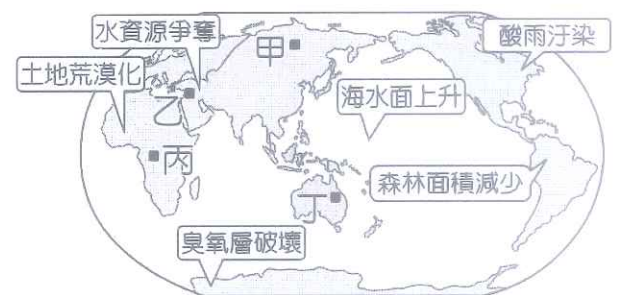 水資源爭奪
甲
酸雨汙染
土地荒漠化
乙
海水面上升
丙
森林面積減少
丁
臭氧層破壞